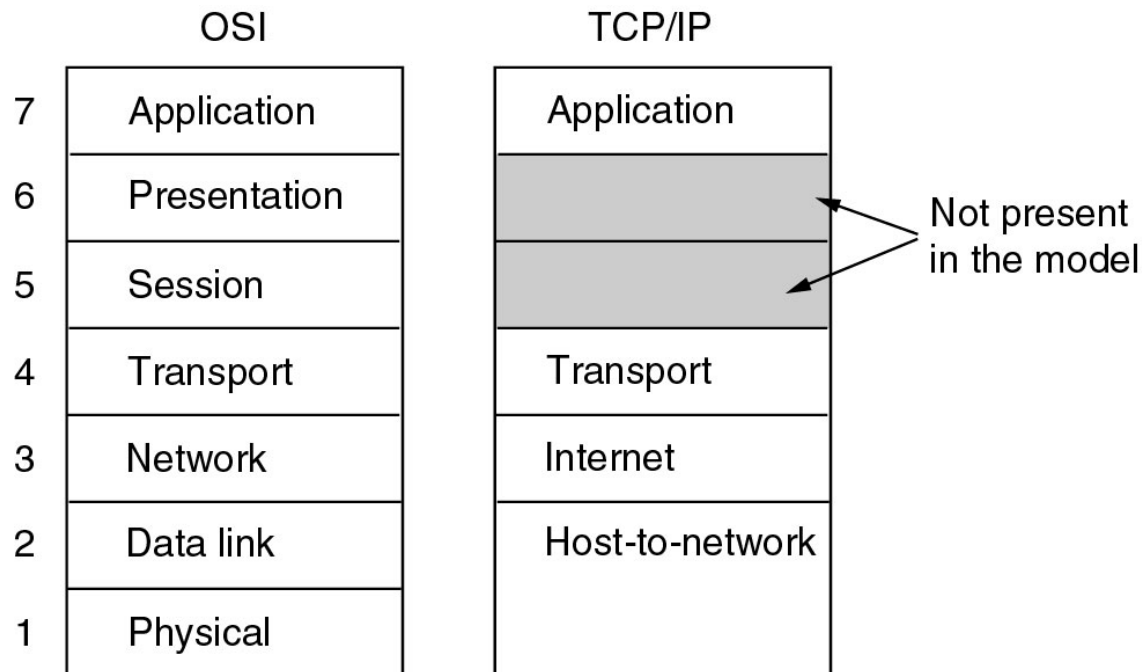 OSI TCP/IP
7 Application Application
6 Presentation
Not present
in the model
5 Session
4 Transport Transport
3 Network Internet
2 Data link Host-to-network
1 Physical